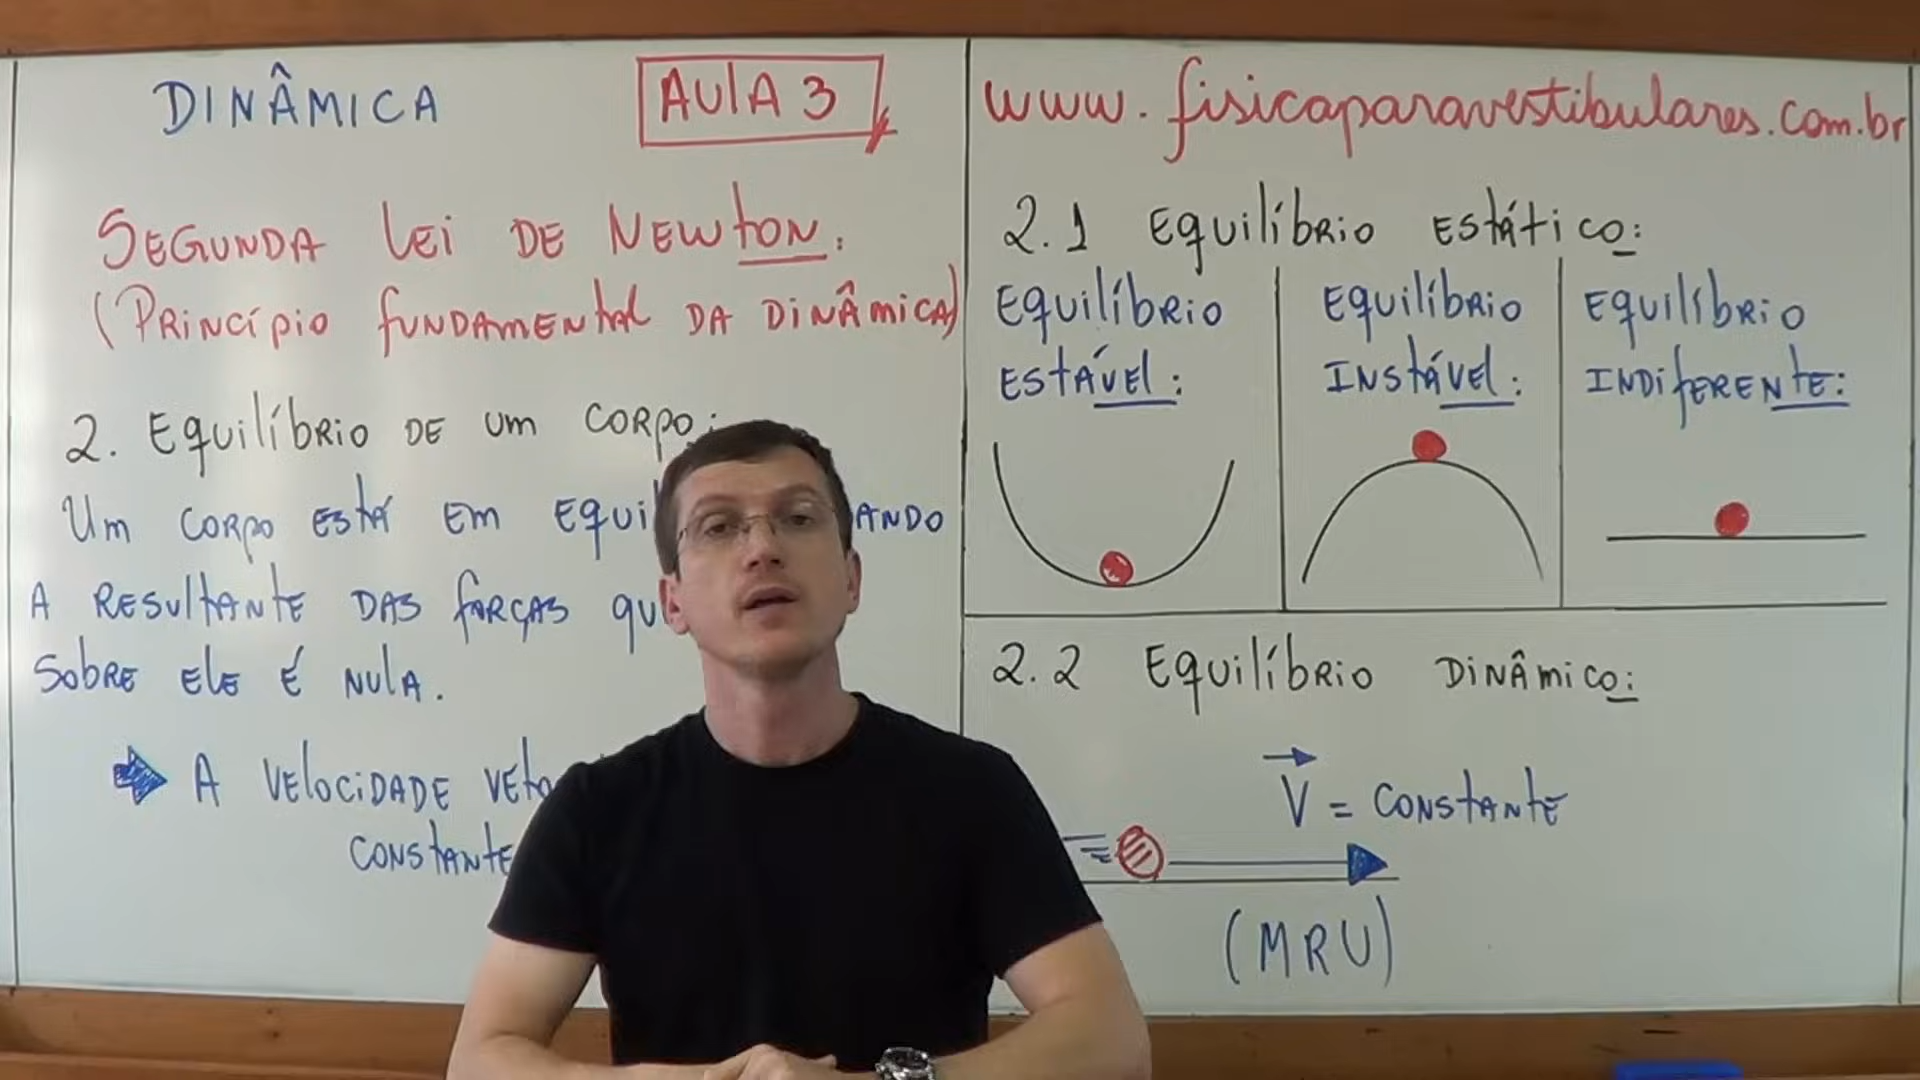 DINÂMICA
AULA 3
SEGUNDA LEI DE NEWTON:
(PRINCÍPIO FUNDAMENTAL DA DINÂMICA)
2. EQUILÍBRIO DE UM CORPO:
UM CORPO ESTÁ EM
A RESULTANTE DAS FORÇAS
SOBRE ELE É NULA.
A VELOCIDADE
CONSTANTE
www.fisicaparavestibulares.com.br
2.1 EQUILÍBRIO ESTÁTICO:
EQUILÍBRIO
ESTÁVEL:
EQUILÍBRIO
INSTÁVEL:
EQUILÍBRIO
INDIFERENTE:
2.2 EQUILÍBRIO DINÂMICO:
V = CONSTANTE
(MRU)